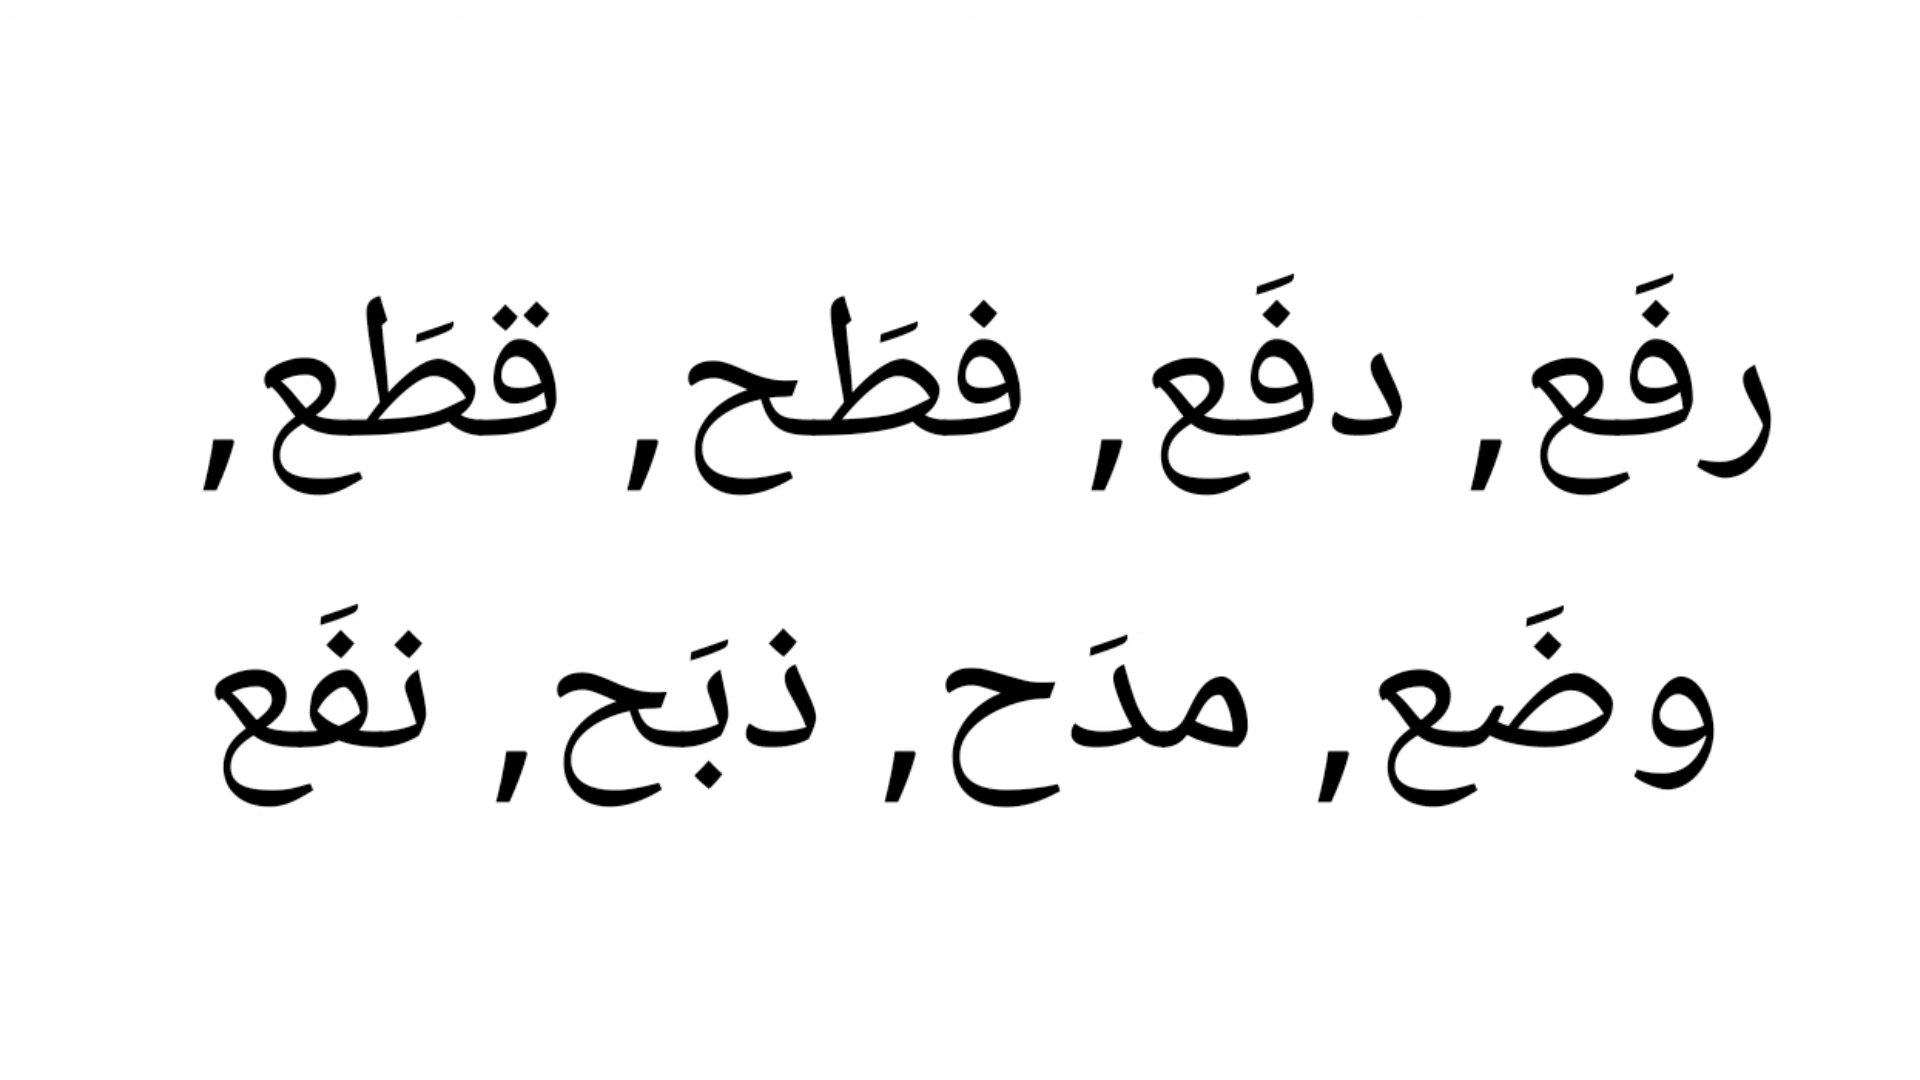 رفَع, دفَع, فطَح, قطَع,
وضَع, مدَح, ذبَح, نفَع